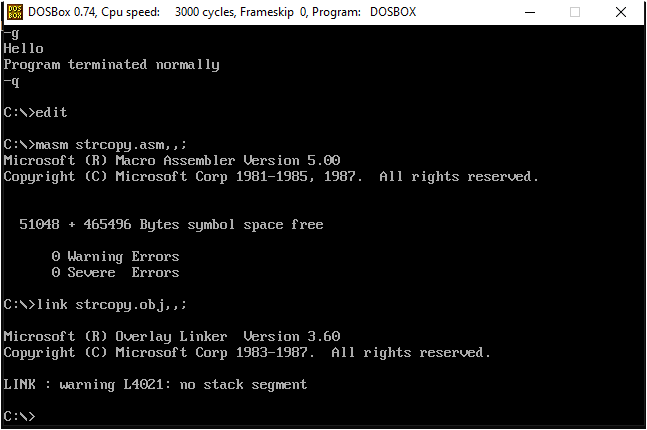 DOSBox 0.74, Cpu speed:    3000 cycles, Frameskip  0, Program:   DOSBOX
-g
Hello
Program terminated normally
-q
C:\>edit
C:\>masm strcopy.asm,,;
Microsoft (R) Macro Assembler Version 5.00
Copyright (C) Microsoft Corp 1981-1985, 1987.  All rights reserved.
  51048 + 465496 Bytes symbol space free
      0 Warning Errors
      0 Severe  Errors
C:\>link strcopy.obj,,;
Microsoft (R) Overlay Linker  Version 3.60
Copyright (C) Microsoft Corp 1983-1987.  All rights reserved.
LINK : warning L4021: no stack segment
C:\>